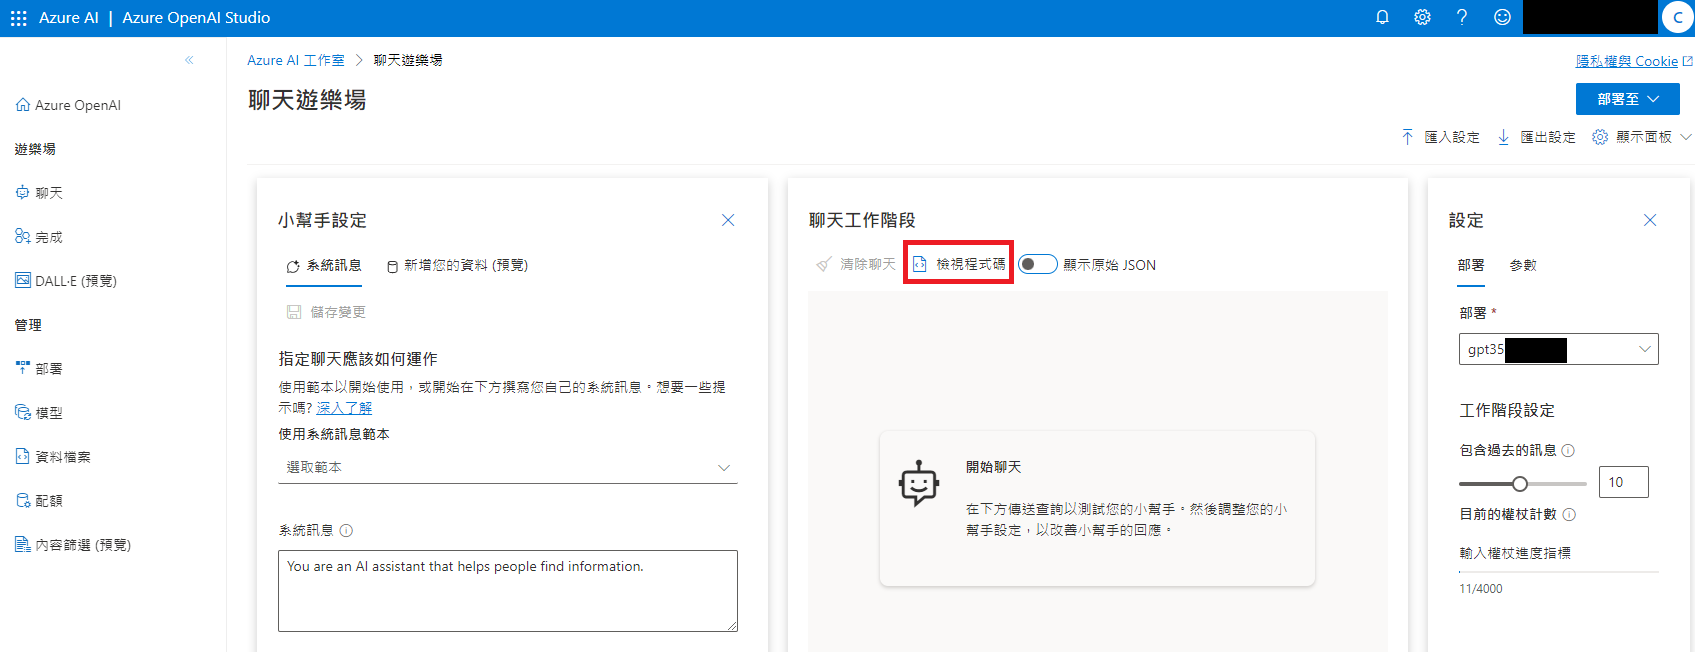 Azure AI | Azure OpenAI Studio
C
Azure AI 工作室 > 聊天遊樂場
隱私權與 Cookie
聊天遊樂場
部署至
匯入設定 匯出設定 顯示面板
Azure OpenAI
遊樂場
聊天
完成
DALL·E (預覽)
管理
部署
模型
資料檔案
配額
內容篩選 (預覽)
小幫手設定
系統訊息 新增您的資料 (預覽)
儲存變更
指定聊天應該如何運作
使用範本以開始使用，或開始在下方撰寫您自己的系統訊息。想要一些提
示嗎? 深入了解
使用系統訊息範本
選取範本
系統訊息
You are an AI assistant that helps people find information.
聊天工作階段
清除聊天 檢視程式碼 顯示原始 JSON
開始聊天
在下方傳送查詢以測試您的小幫手。然後調整您的小
幫手設定，以改善小幫手的回應。
設定
部署 參數
部署 *
gpt35
工作階段設定
包含過去的訊息
10
目前的權杖計數
輸入權杖進度指標
11/4000